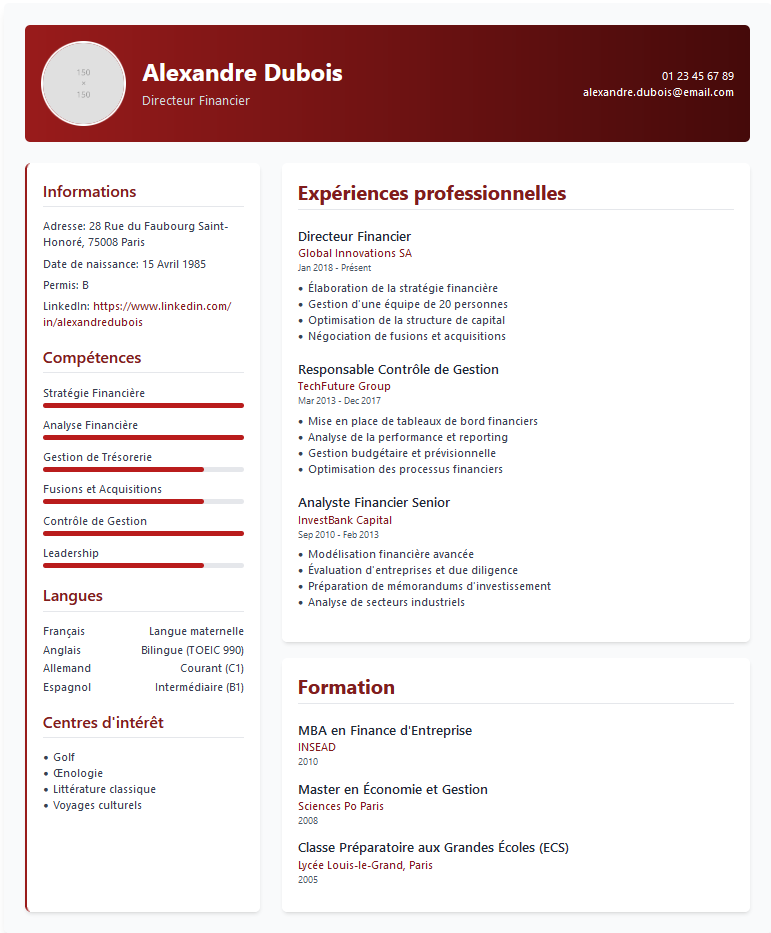 150
×
150
Alexandre Dubois
Directeur Financier
01 23 45 67 89
alexandre.dubois@email.com
Informations
Adresse: 28 Rue du Faubourg Saint-
Honoré, 75008 Paris
Date de naissance: 15 Avril 1985
Permis: B
LinkedIn: https://www.linkedin.com/
in/alexandredubois
Compétences
Stratégie Financière
Analyse Financière
Gestion de Trésorerie
Fusions et Acquisitions
Contrôle de Gestion
Leadership
Langues
Français Langue maternelle
Anglais Bilingue (TOEIC 990)
Allemand Courant (C1)
Espagnol Intermédiaire (B1)
Centres d'intérêt
• Golf
• Œnologie
• Littérature classique
• Voyages culturels
Expériences professionnelles
Directeur Financier
Global Innovations SA
Jan 2018 - Présent
• Élaboration de la stratégie financière
• Gestion d'une équipe de 20 personnes
• Optimisation de la structure de capital
• Négociation de fusions et acquisitions
Responsable Contrôle de Gestion
TechFuture Group
Mar 2013 - Dec 2017
• Mise en place de tableaux de bord financiers
• Analyse de la performance et reporting
• Gestion budgétaire et prévisionnelle
• Optimisation des processus financiers
Analyste Financier Senior
InvestBank Capital
Sep 2010 - Feb 2013
• Modélisation financière avancée
• Évaluation d'entreprises et due diligence
• Préparation de mémorandums d'investissement
• Analyse de secteurs industriels
Formation
MBA en Finance d'Entreprise
INSEAD
2010
Master en Économie et Gestion
Sciences Po Paris
2008
Classe Préparatoire aux Grandes Écoles (ECS)
Lycée Louis-le-Grand, Paris
2005